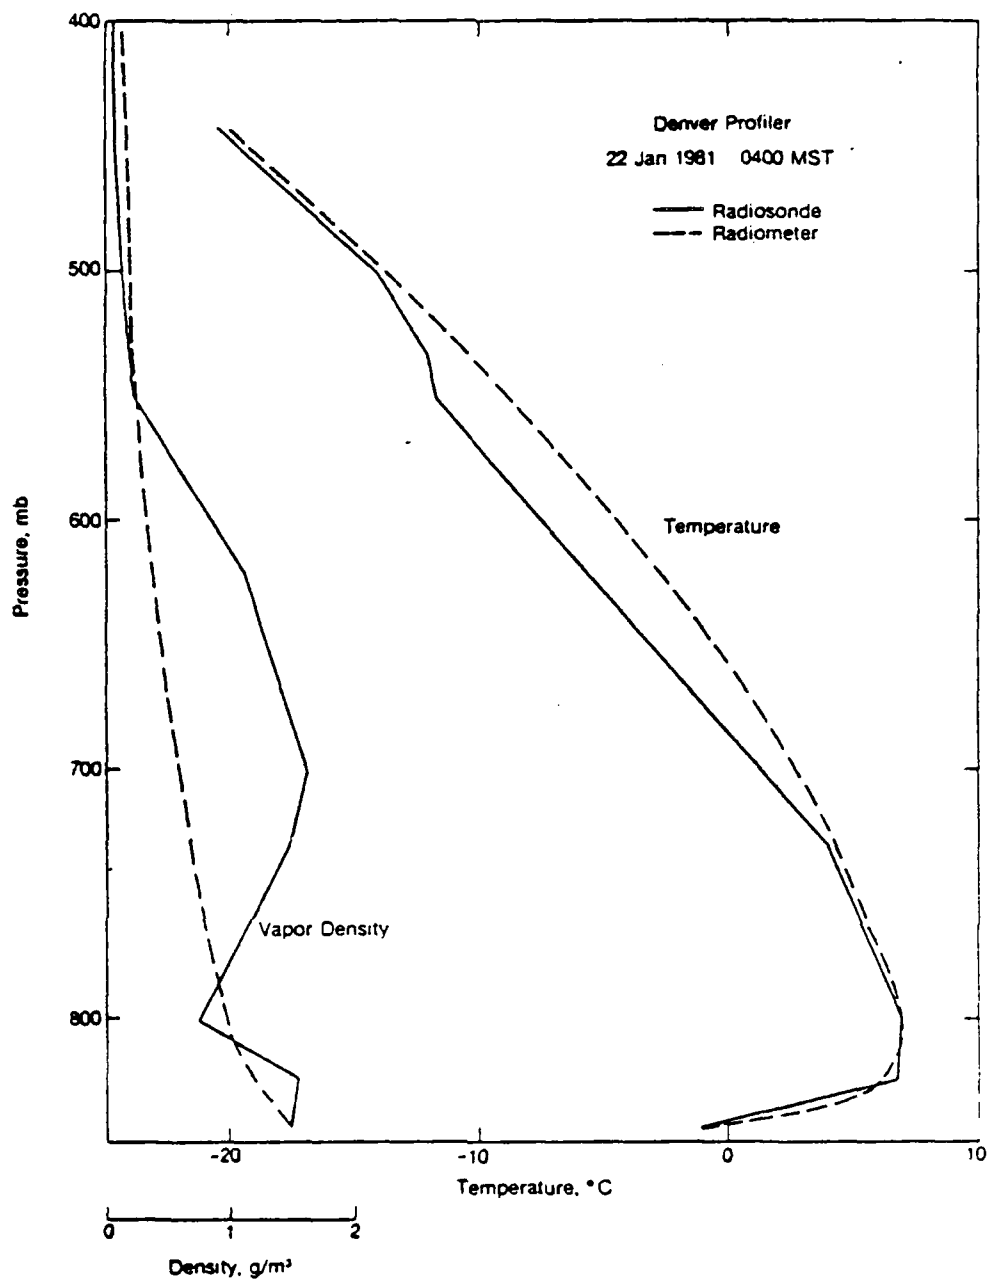 400
Denver Profiler
22 Jan 1981 0400 MST
Radiosonde
Radiometer
500
Pressure, mb
600
Temperature
700
Vapor Density
800
-20
-10
0
10
Temperature, °C
0
1
2
Density, g/m³